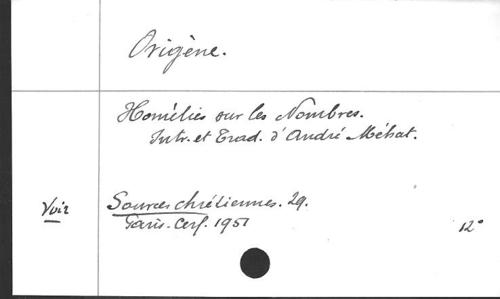 Origène.
Homélies sur les Nombres.
Intr. et Trad. d'André Méhat.
Voir Sources chrétiennes. 29.
Paris. Cerf. 1951 12°